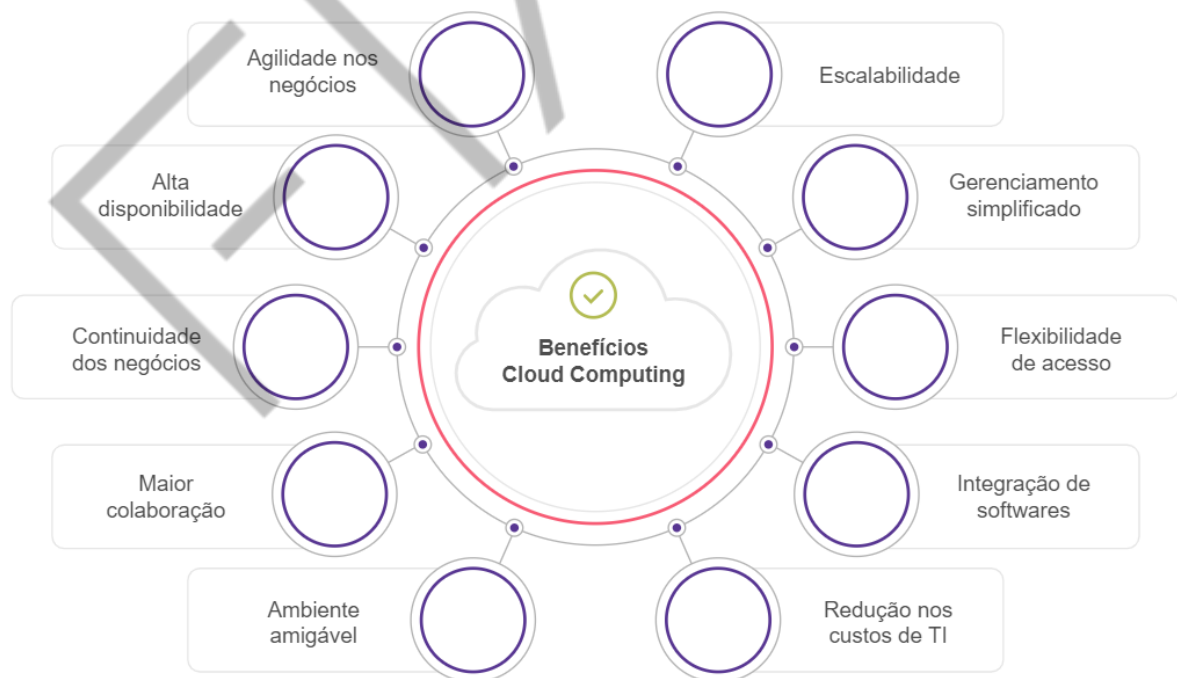 Agilidade nos
negócios
Escalabilidade
Alta
disponibilidade
Gerenciamento
simplificado
Continuidade
dos negócios
Benefícios
Cloud Computing
Flexibilidade
de acesso
Maior
colaboração
Integração de
softwares
Ambiente
amigável
Redução nos
custos de TI